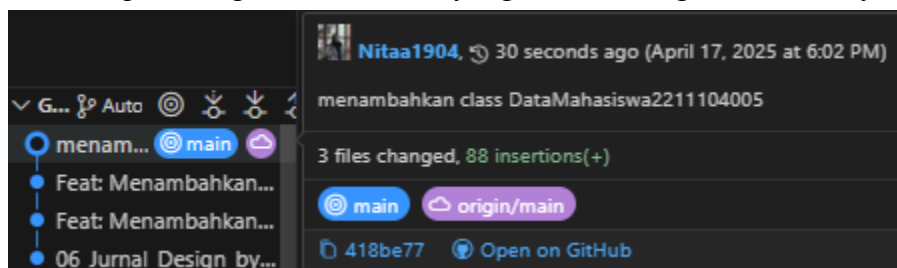 Nitaa1904, 30 seconds ago (April 17, 2025 at 6:02 PM)
menambahkan class DataMahasiswa2211104005
3 files changed, 88 insertions(+)
main origin/main
418be77 Open on GitHub
G... Auto
menam... main
Feat: Menambahkan...
Feat: Menambahkan...
06 Jurnal Design by...